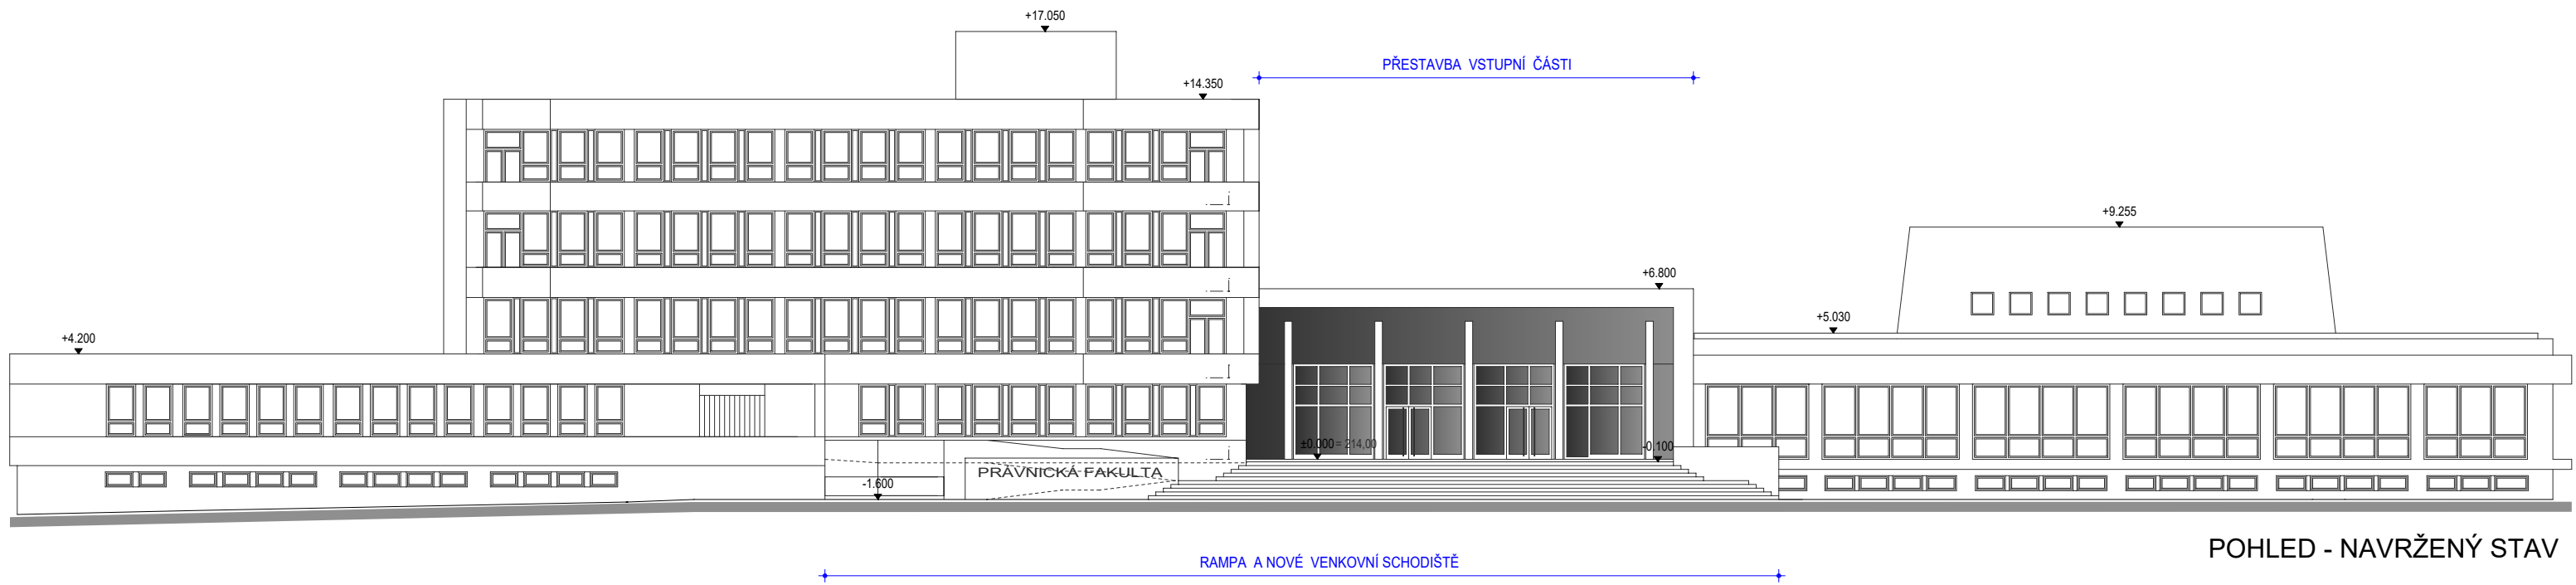 +17.050
PŘESTAVBA VSTUPNÍ ČÁSTI
+14.350
+9.255
+6.800
+5.030
+4.200
±0.000 = 214,00
-0.100
PRÁVNICKÁ FAKULTA
-1.600
POHLED - NAVRŽENÝ STAV
RAMPA A NOVÉ VENKOVNÍ SCHODIŠTĚ